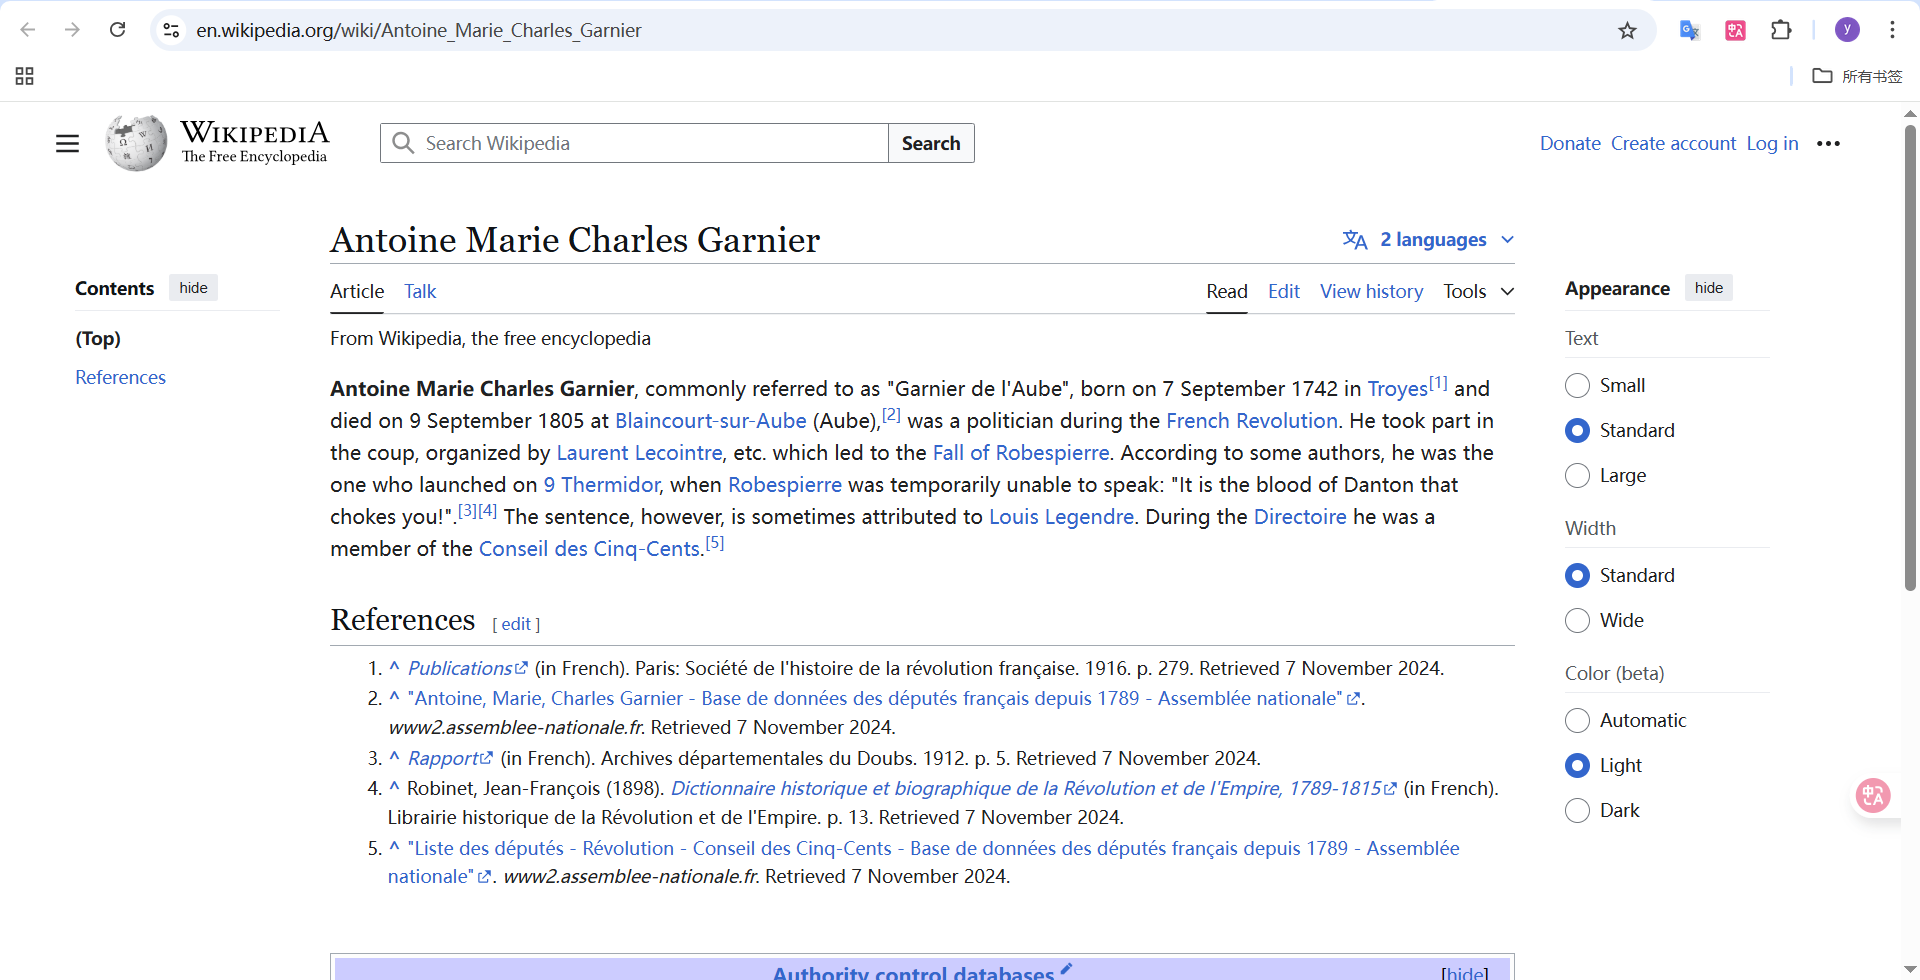 en.wikipedia.org/wiki/Antoine_Marie_Charles_Garnier
y
所有书签
WIKIPEDIA
The Free Encyclopedia
Search Wikipedia
Search
Donate Create account Log in
Antoine Marie Charles Garnier
2 languages
Contents hide
(Top)
References
Article Talk
Read Edit View history Tools
From Wikipedia, the free encyclopedia
Antoine Marie Charles Garnier, commonly referred to as "Garnier de l'Aube", born on 7 September 1742 in Troyes[1] and
died on 9 September 1805 at Blaincourt-sur-Aube (Aube),[2] was a politician during the French Revolution. He took part in
the coup, organized by Laurent Lecointre, etc. which led to the Fall of Robespierre. According to some authors, he was the
one who launched on 9 Thermidor, when Robespierre was temporarily unable to speak: "It is the blood of Danton that
chokes you!".[3][4] The sentence, however, is sometimes attributed to Louis Legendre. During the Directoire he was a
member of the Conseil des Cinq-Cents.[5]
References [ edit ]
1. ^ Publications (in French). Paris: Société de l'histoire de la révolution française. 1916. p. 279. Retrieved 7 November 2024.
2. ^ "Antoine, Marie, Charles Garnier - Base de données des députés français depuis 1789 - Assemblée nationale".
www2.assemblee-nationale.fr. Retrieved 7 November 2024.
3. ^ Rapport (in French). Archives départementales du Doubs. 1912. p. 5. Retrieved 7 November 2024.
4. ^ Robinet, Jean-François (1898). Dictionnaire historique et biographique de la Révolution et de l'Empire, 1789-1815 (in French).
Librairie historique de la Révolution et de l'Empire. p. 13. Retrieved 7 November 2024.
5. ^ "Liste des députés - Révolution - Conseil des Cinq-Cents - Base de données des députés français depuis 1789 - Assemblée
nationale". www2.assemblee-nationale.fr. Retrieved 7 November 2024.
Authority control databases [hide]
Appearance hide
Text
Small
Standard
Large
Width
Standard
Wide
Color (beta)
Automatic
Light
Dark